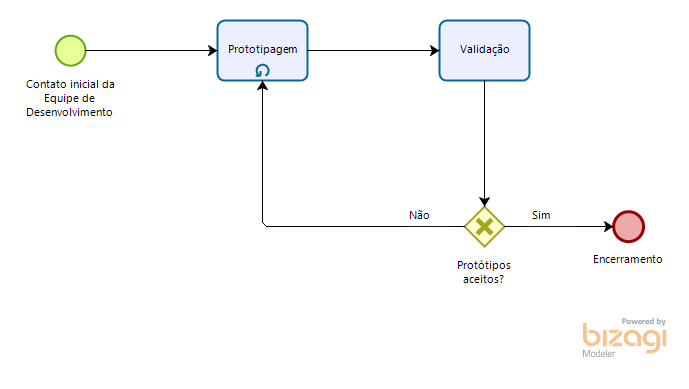 Prototipagem
Validação
Contato inicial da
Equipe de
Desenvolvimento
Não
Sim
Protótipos
aceitos?
Encerramento
Powered by
bizagi
Modeler